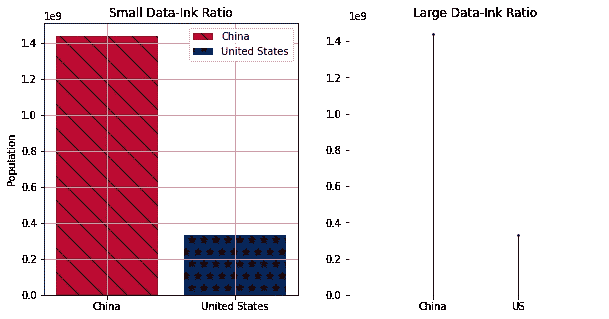 Small Data-Ink Ratio
1e9
China
United States
1.4
1.2
1.0
0.8
0.6
0.4
0.2
0.0
Population
China
United States
Large Data-Ink Ratio
1e9
1.4
1.2
1.0
0.8
0.6
0.4
0.2
0.0
China
US